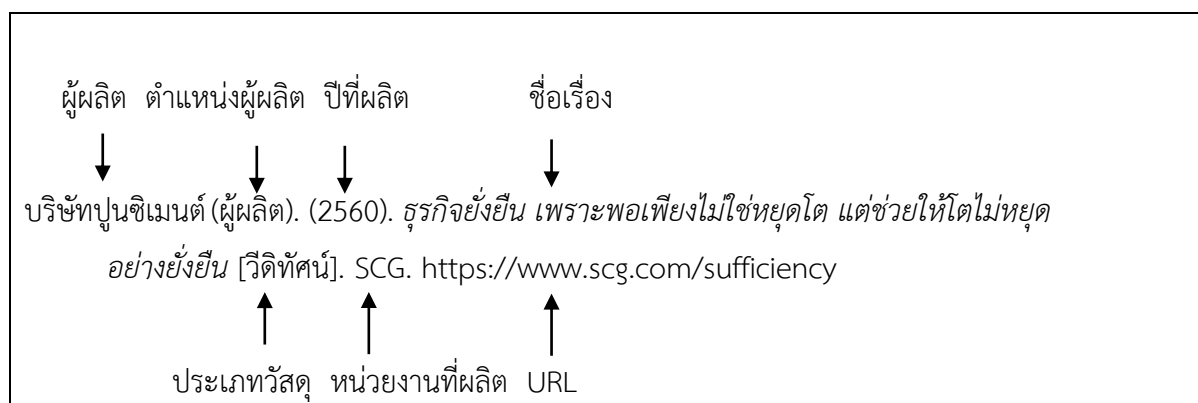 ผู้ผลิต ตำแหน่งผู้ผลิต ปีที่ผลิต ชื่อเรื่อง
บริษัทปูนซิเมนต์ (ผู้ผลิต). (2560). ธุรกิจยั่งยืน เพราะพอเพียงไม่ใช่หยุดโต แต่ช่วยให้โตไม่หยุด
อย่างยั่งยืน [วีดิทัศน์]. SCG. https://www.scg.com/sufficiency
ประเภทวัสดุ หน่วยงานที่ผลิต URL